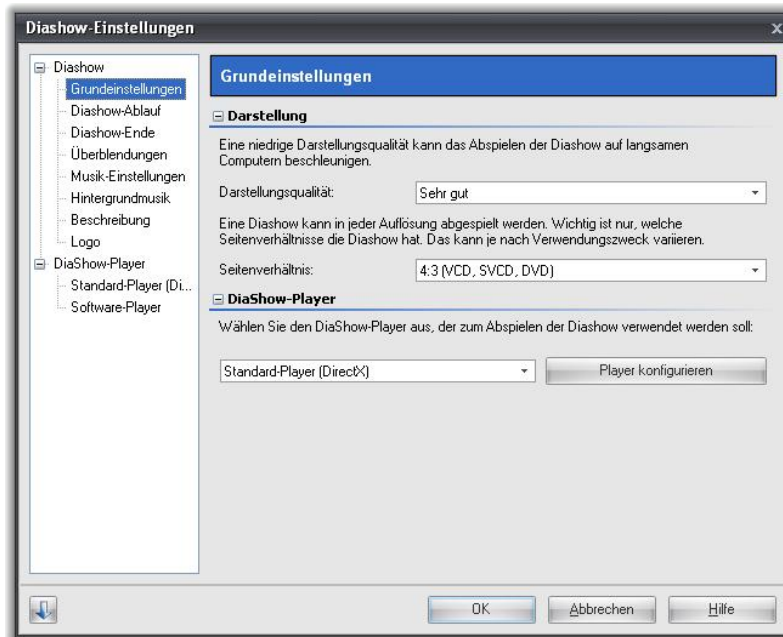 Diashow-Einstellungen
Diashow
Grundeinstellungen
Diashow-Ablauf
Diashow-Ende
Überblendungen
Musik-Einstellungen
Hintergrundmusik
Beschreibung
Logo
DiaShow-Player
Standard-Player (Di...
Software-Player
Grundeinstellungen
Darstellung
Eine niedrige Darstellungsqualität kann das Abspielen der Diashow auf langsamen
Computern beschleunigen.
Darstellungsqualität: Sehr gut
Eine Diashow kann in jeder Auflösung abgespielt werden. Wichtig ist nur, welche
Seitenverhältnisse die Diashow hat. Das kann je nach Verwendungszweck variieren.
Seitenverhältnis: 4:3 (VCD, SVCD, DVD)
DiaShow-Player
Wählen Sie den DiaShow-Player aus, der zum Abspielen der Diashow verwendet werden soll:
Standard-Player (DirectX) Player konfigurieren
OK Abbrechen Hilfe